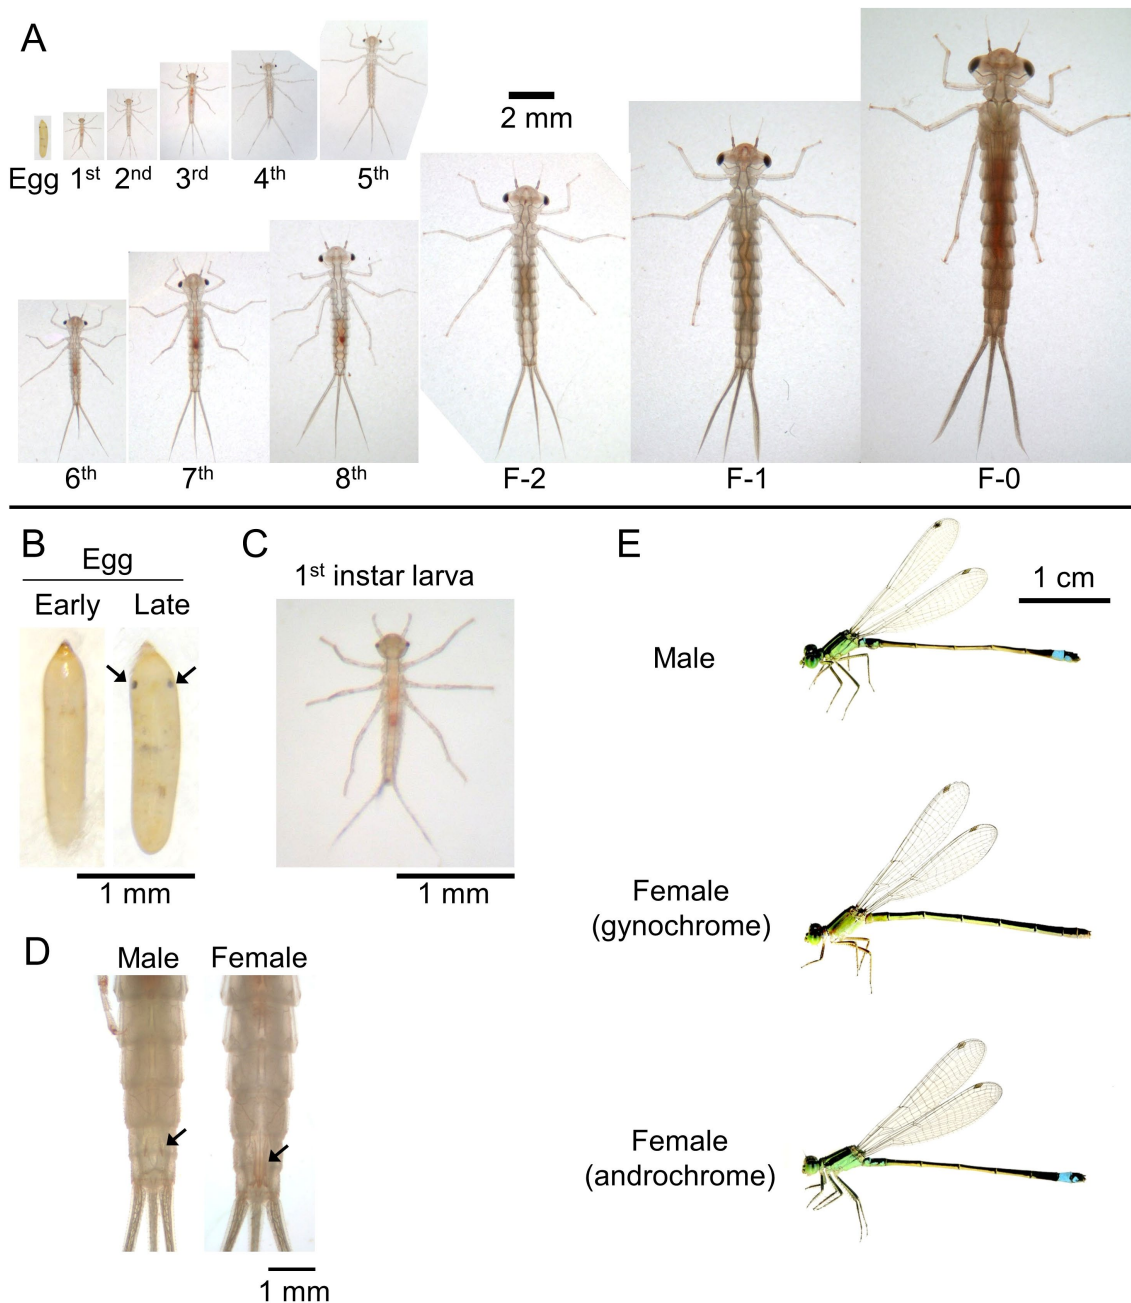 A
2 mm
Egg 1st 2nd 3rd 4th 5th
6th 7th 8th F-2 F-1 F-0
B
Egg
Early Late
1 mm
C
1st instar larva
1 mm
D
Male Female
1 mm
E
1 cm
Male
Female
(gynochrome)
Female
(androchrome)